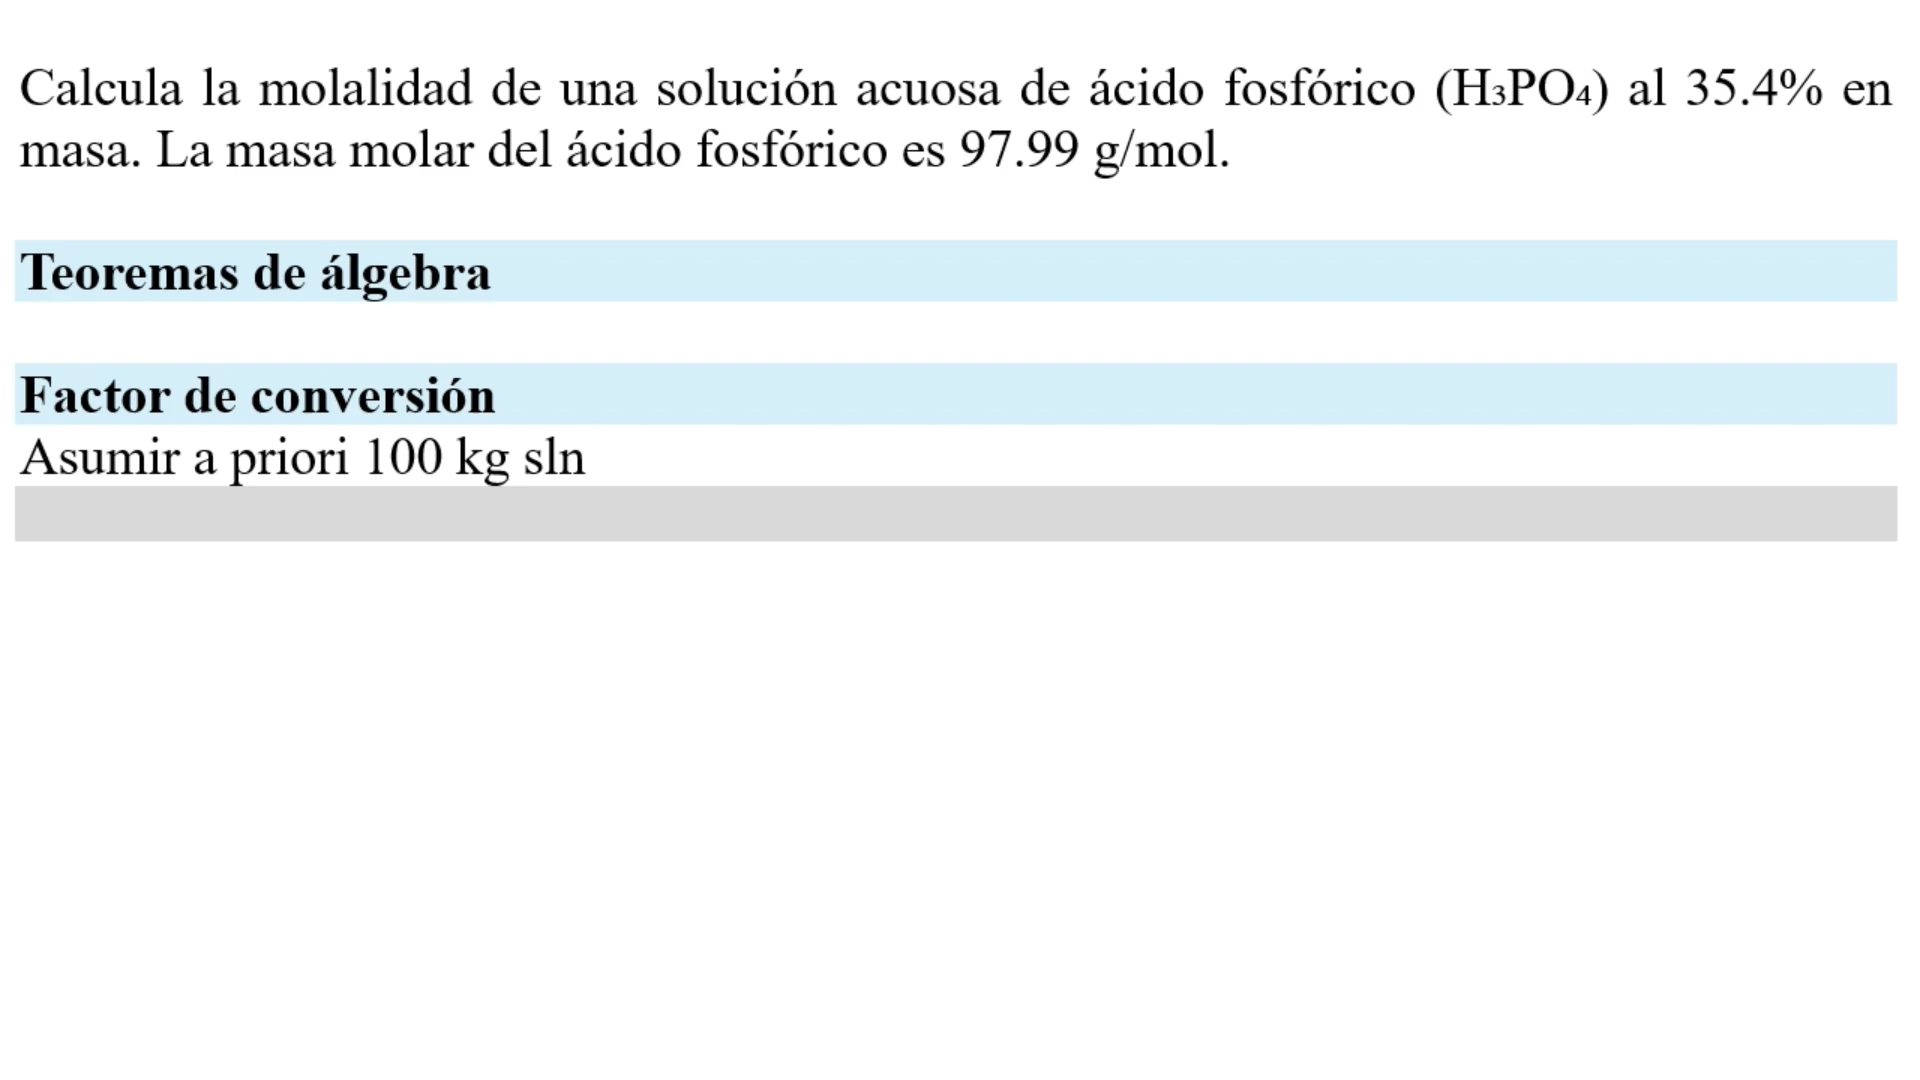 Calcula la molalidad de una solución acuosa de ácido fosfórico (H₃PO₄) al 35.4% en
masa. La masa molar del ácido fosfórico es 97.99 g/mol.
Teoremas de álgebra
Factor de conversión
Asumir a priori 100 kg sln